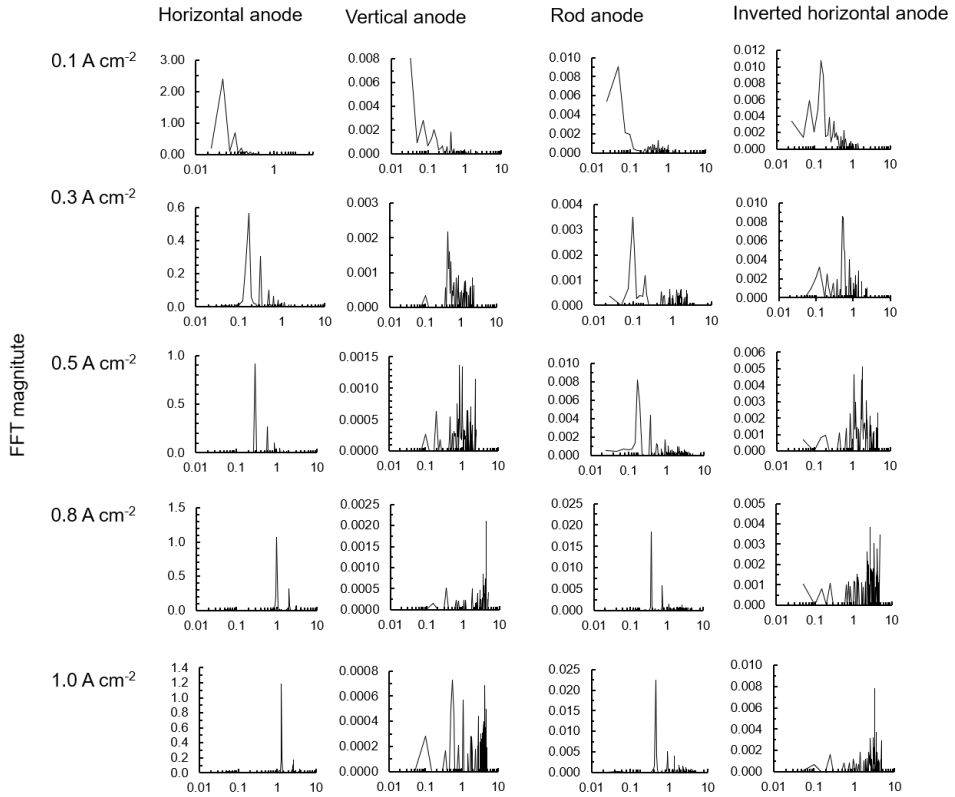 Horizontal anode Vertical anode Rod anode Inverted horizontal anode
0.1 A cm-2
3.00 2.00 1.00 0.00
0.01 1
0.008 0.006 0.004 0.002 0.000
0.01 0.1 1 10
0.010 0.008 0.006 0.004 0.002 0.000
0.01 0.1 1 10
0.012 0.010 0.008 0.006 0.004 0.002 0.000
0.01 0.1 1 10
0.3 A cm-2
0.6 0.4 0.2 0.0
0.01 0.1 1 10
0.003 0.002 0.001 0.000
0.01 0.1 1 10
0.004 0.003 0.002 0.001 0.000
0.01 0.1 1 10
0.010 0.008 0.006 0.004 0.002 0.000
0.01 0.1 1 10
FFT magnitute
0.5 A cm-2
1.0 0.5 0.0
0.01 0.1 1 10
0.0015 0.0010 0.0005 0.0000
0.01 0.1 1 10
0.010 0.008 0.006 0.004 0.002 0.000
0.01 0.1 1 10
0.006 0.005 0.004 0.003 0.002 0.001 0.000
0.01 0.1 1 10
0.8 A cm-2
1.5 1.0 0.5 0.0
0.01 0.1 1 10
0.0025 0.0020 0.0015 0.0010 0.0005 0.0000
0.01 0.1 1 10
0.025 0.020 0.015 0.010 0.005 0.000
0.01 0.1 1 10
0.005 0.004 0.003 0.002 0.001 0.000
0.01 0.1 1 10
1.0 A cm-2
1.4 1.2 1.0 0.8 0.6 0.4 0.2 0.0
0.01 0.1 1 10
0.0008 0.0006 0.0004 0.0002 0.0000
0.01 0.1 1 10
0.025 0.020 0.015 0.010 0.005 0.000
0.01 0.1 1 10
0.010 0.008 0.006 0.004 0.002 0.000
0.01 0.1 1 10